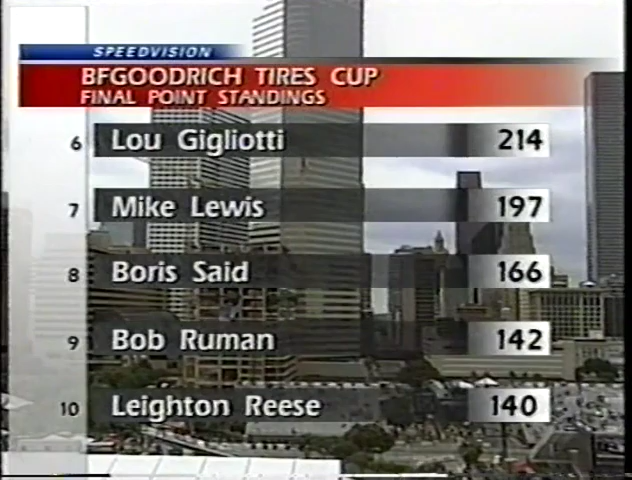 SPEEDVISION
BFGOODRICH TIRES CUP
FINAL POINT STANDINGS
6 Lou Gigliotti 214
7 Mike Lewis 197
8 Boris Said 166
9 Bob Ruman 142
10 Leighton Reese 140